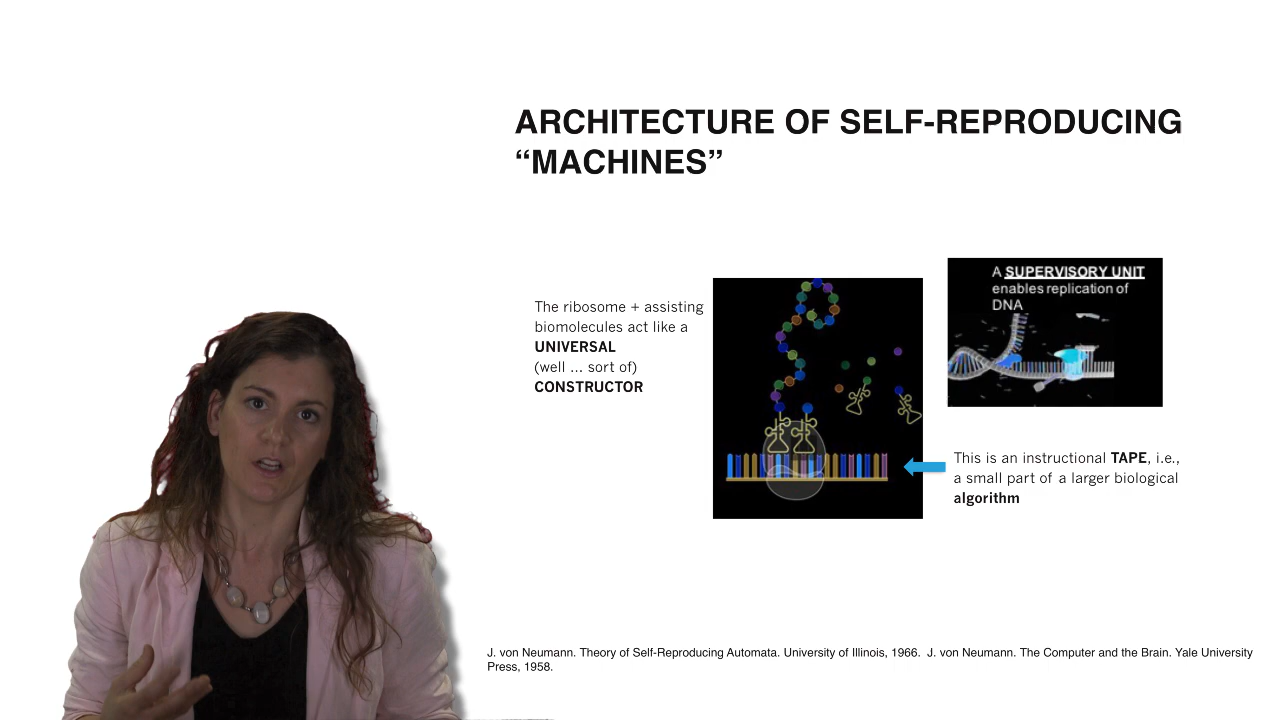 ARCHITECTURE OF SELF-REPRODUCING
“MACHINES”
The ribosome + assisting
biomolecules act like a
UNIVERSAL
(well ... sort of)
CONSTRUCTOR
A SUPERVISORY UNIT
enables replication of
DNA
This is an instructional TAPE, i.e.,
a small part of a larger biological
algorithm
J. von Neumann. Theory of Self-Reproducing Automata. University of Illinois, 1966.  J. von Neumann. The Computer and the Brain. Yale University
Press, 1958.